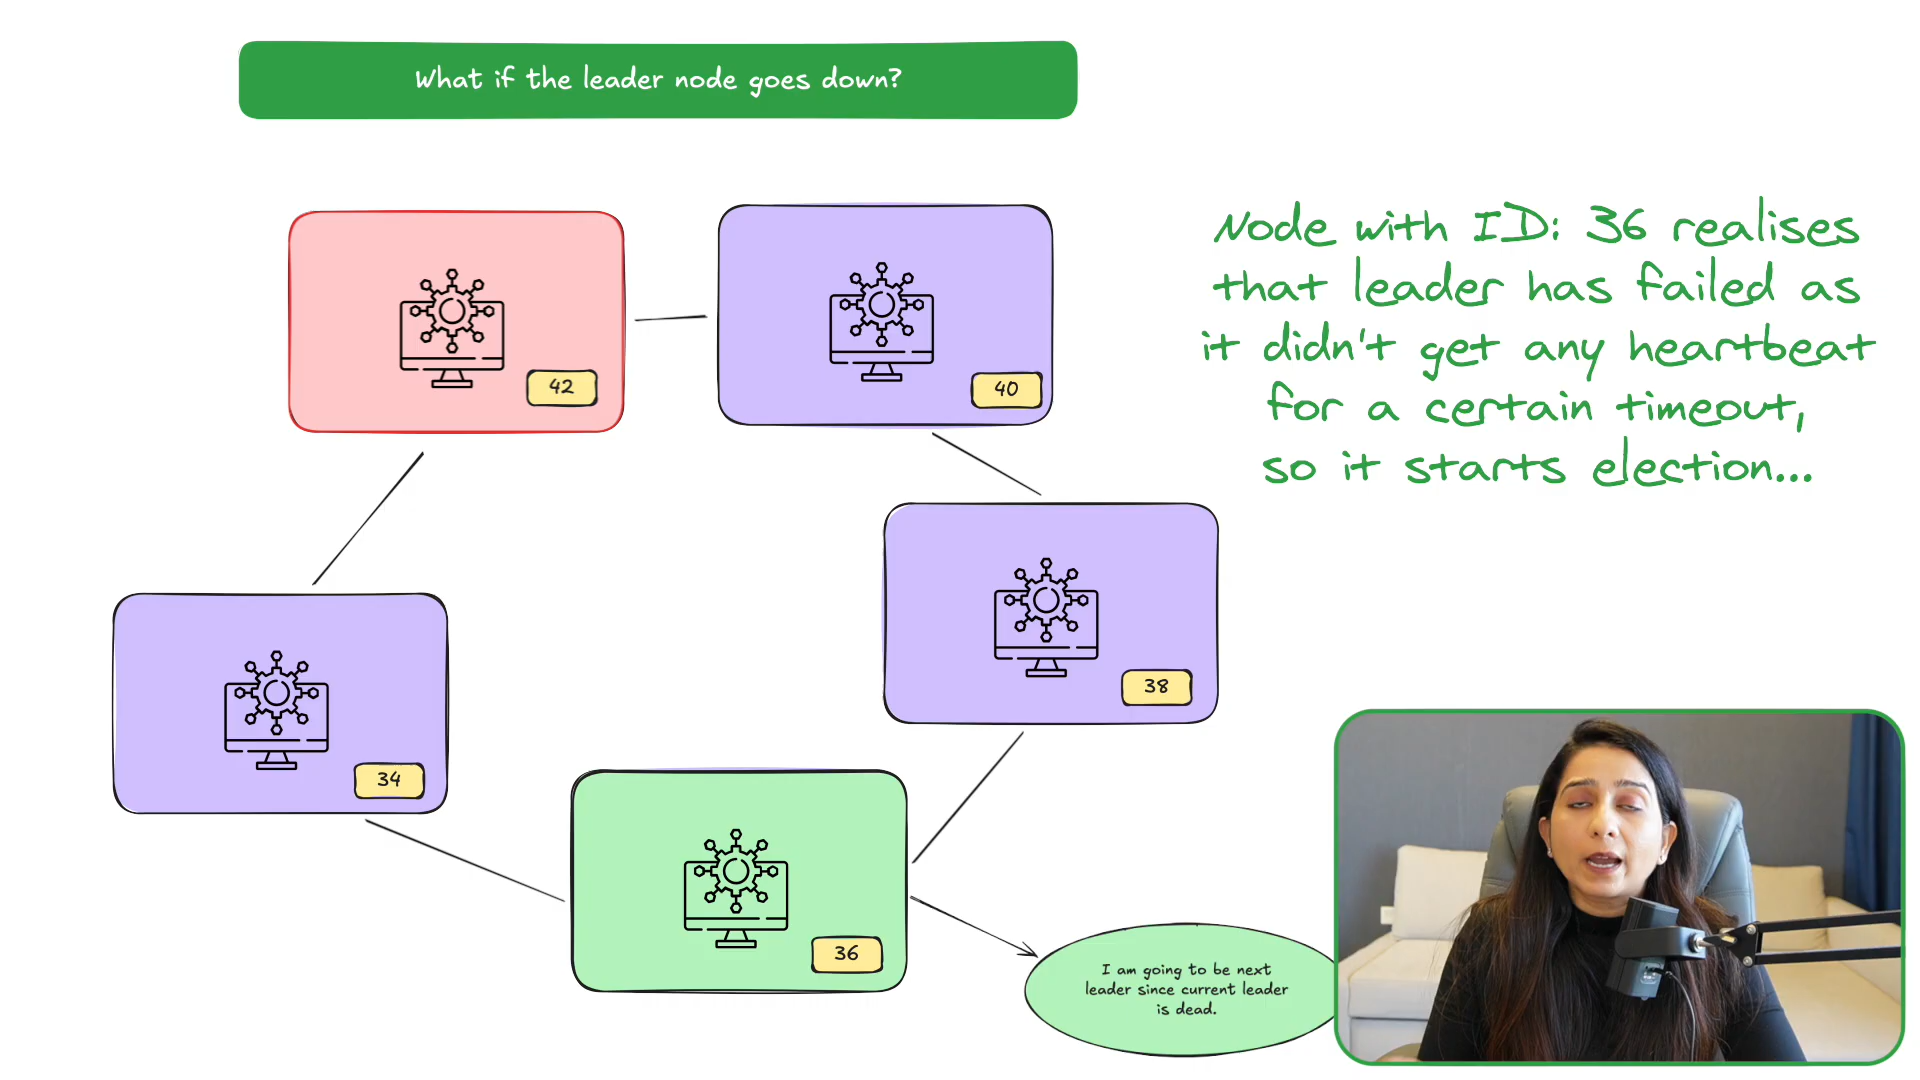 What if the leader node goes down?
Node with ID: 36 realises
that leader has failed as
it didn't get any heartbeat
for a certain timeout,
so it starts election...
42
40
38
34
36
I am going to be next
leader since current leader
is dead.